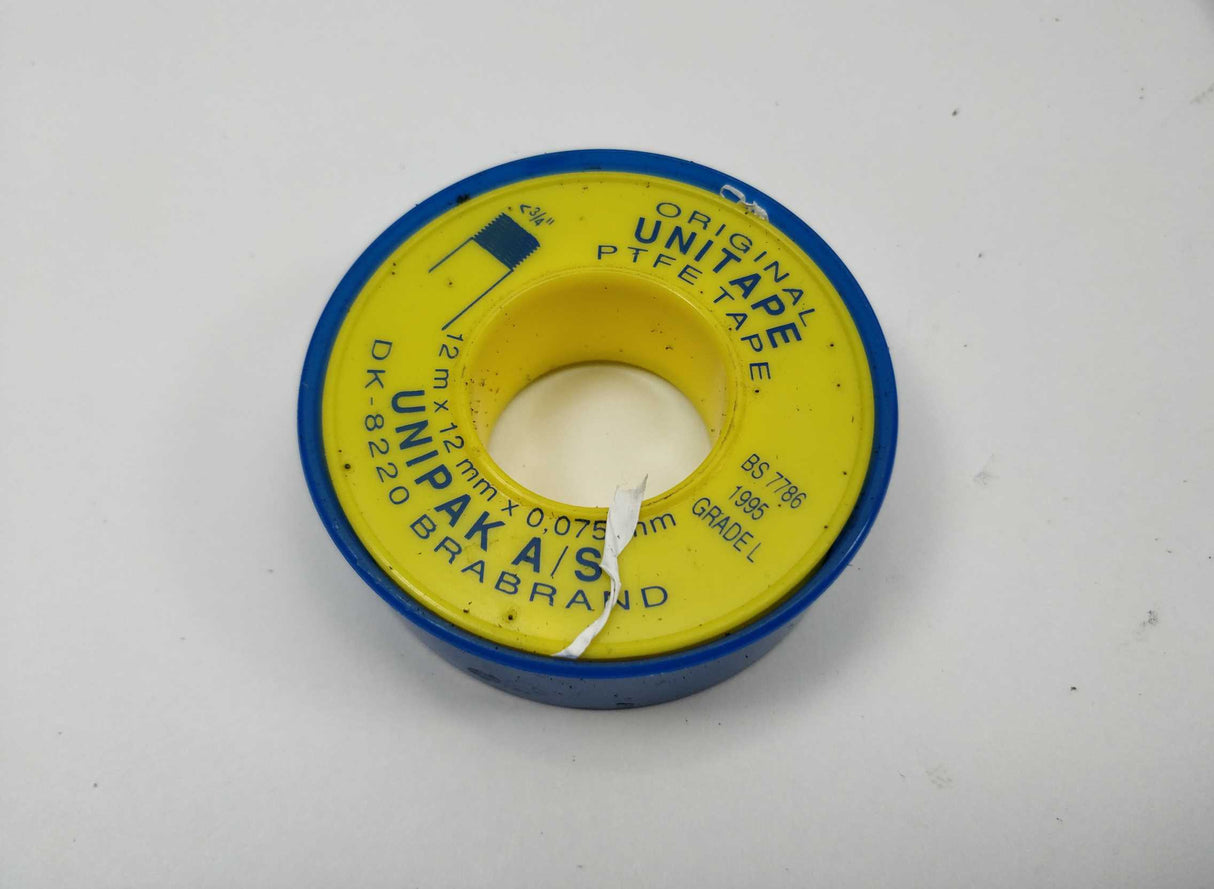 <3/4"
ORIGINAL
UNITAPE
PTFE TAPE
BS 7786
1995
GRADE L
12 m x 12 mm x 0,075 mm
UNIPAK A/S
DK-8220 BRABRAND